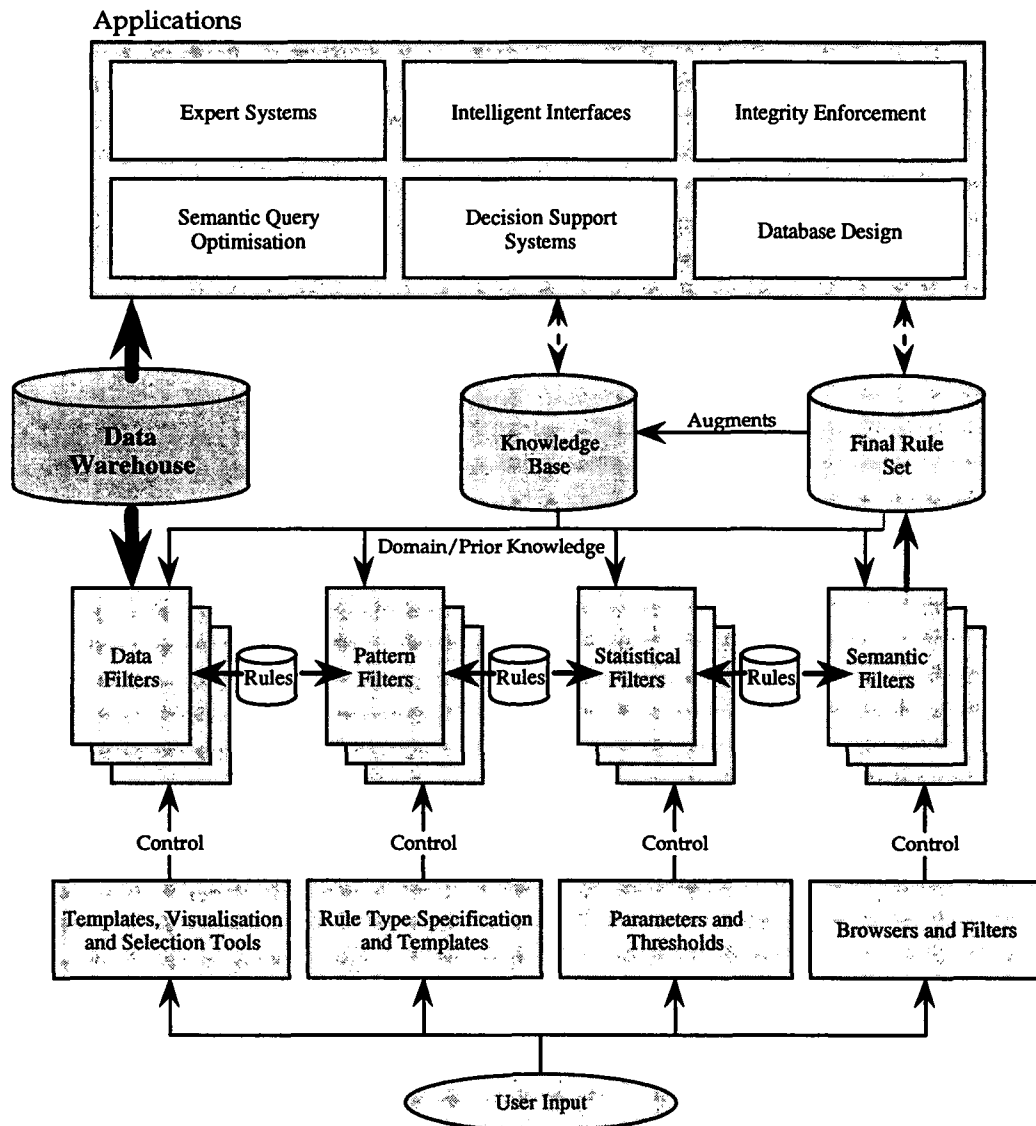 Applications
Expert Systems
Intelligent Interfaces
Integrity Enforcement
Semantic Query
Optimisation
Decision Support
Systems
Database Design
Data
Warehouse
Knowledge
Base
Augments
Final Rule
Set
Domain/Prior Knowledge
Data
Filters
Rules
Pattern
Filters
Rules
Statistical
Filters
Rules
Semantic
Filters
Control
Control
Control
Control
Templates, Visualisation
and Selection Tools
Rule Type Specification
and Templates
Parameters and
Thresholds
Browsers and Filters
User Input